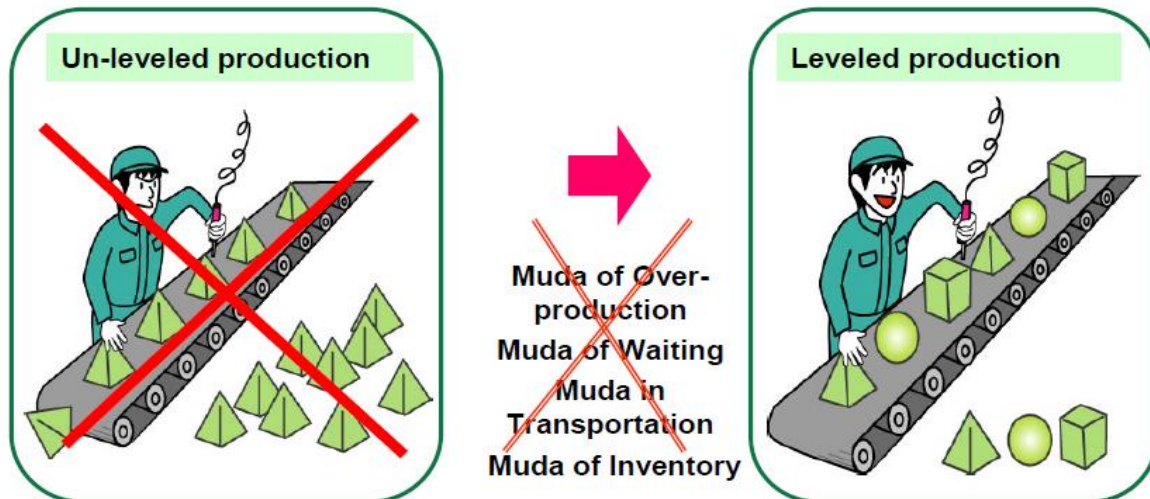 Un-leveled production
Muda of Over-
production
Muda of Waiting
Muda in
Transportation
Muda of Inventory
Leveled production